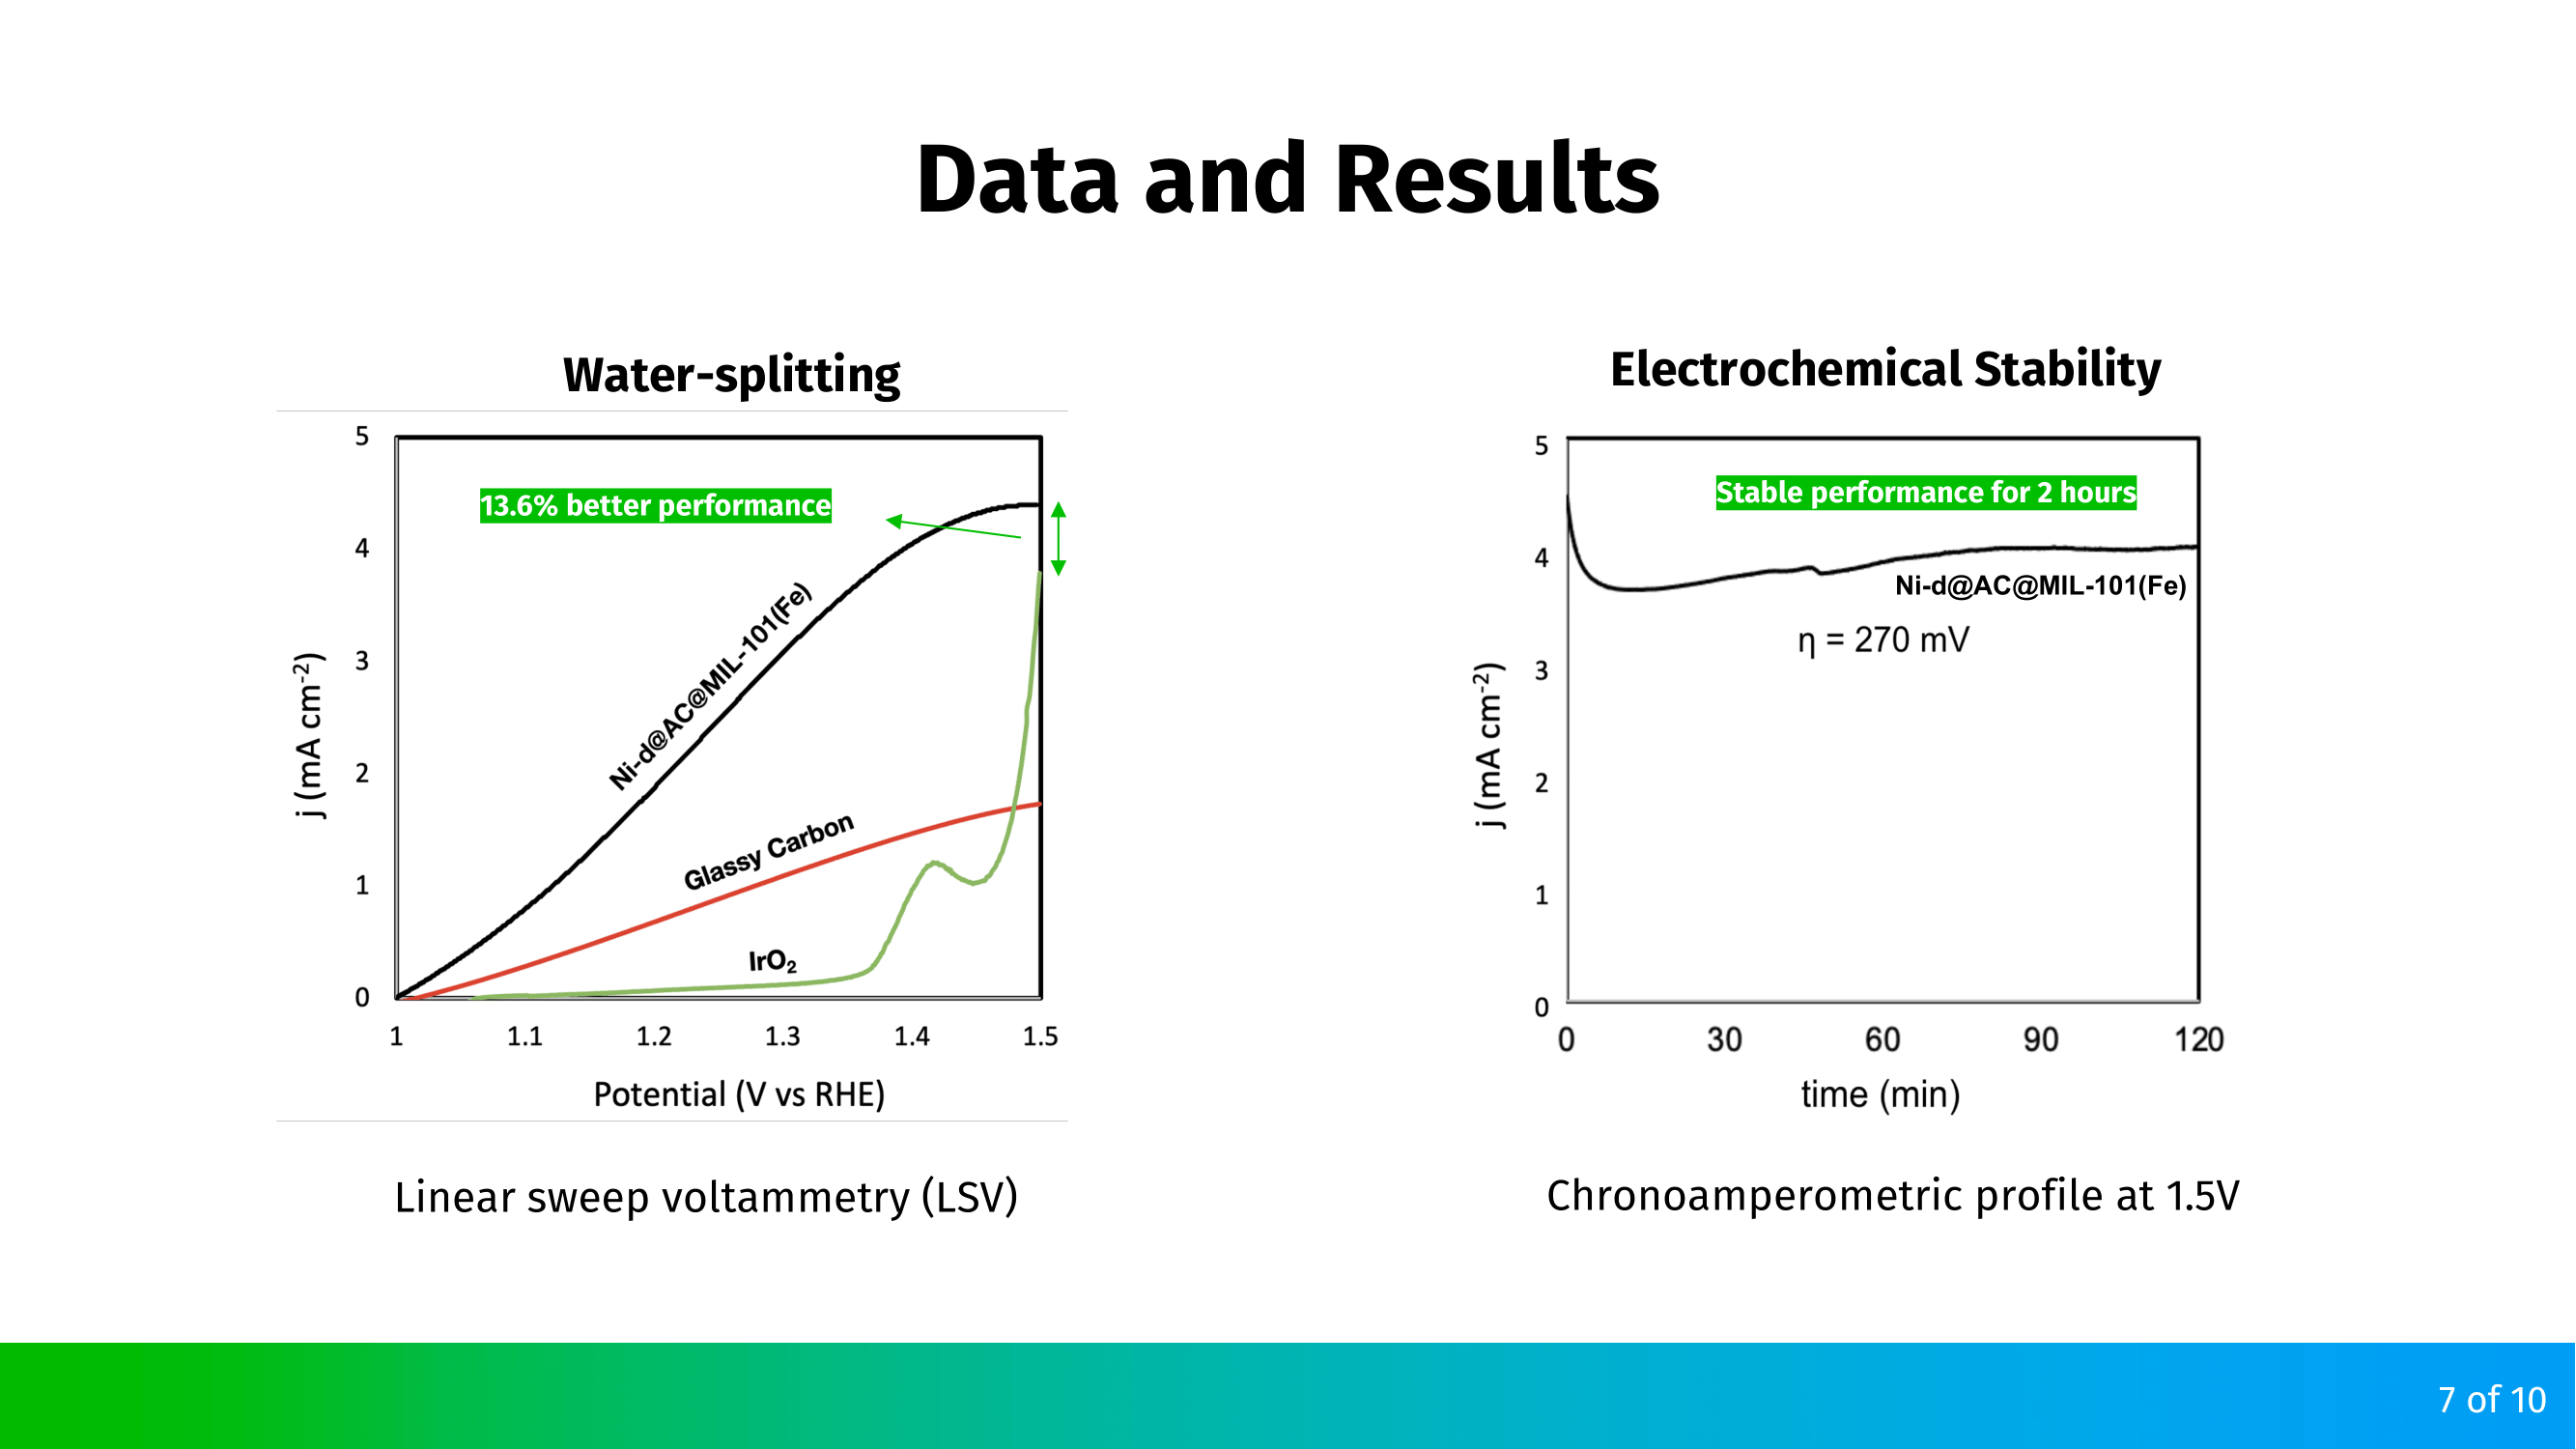 Data and Results
Water-splitting
5
4
3
2
1
0
j (mA cm⁻²)
13.6% better performance
Ni-d@AC@MIL-101(Fe)
Glassy Carbon
IrO₂
1 1.1 1.2 1.3 1.4 1.5
Potential (V vs RHE)
Linear sweep voltammetry (LSV)
Electrochemical Stability
5
4
3
2
1
0
j (mA cm⁻²)
Stable performance for 2 hours
Ni-d@AC@MIL-101(Fe)
η = 270 mV
0 30 60 90 120
time (min)
Chronoamperometric profile at 1.5V
7 of 10